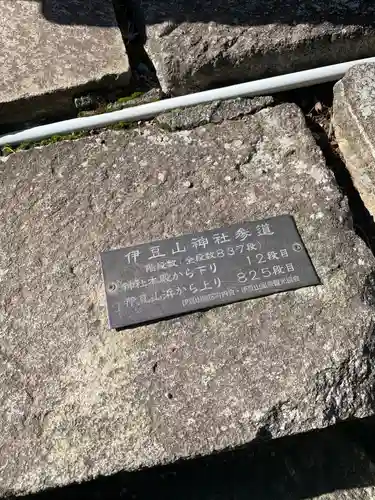 伊豆山神社参道
階段数(全段数837段)
神社本殿から下り 12段目
伊豆山浜から上り 825段目